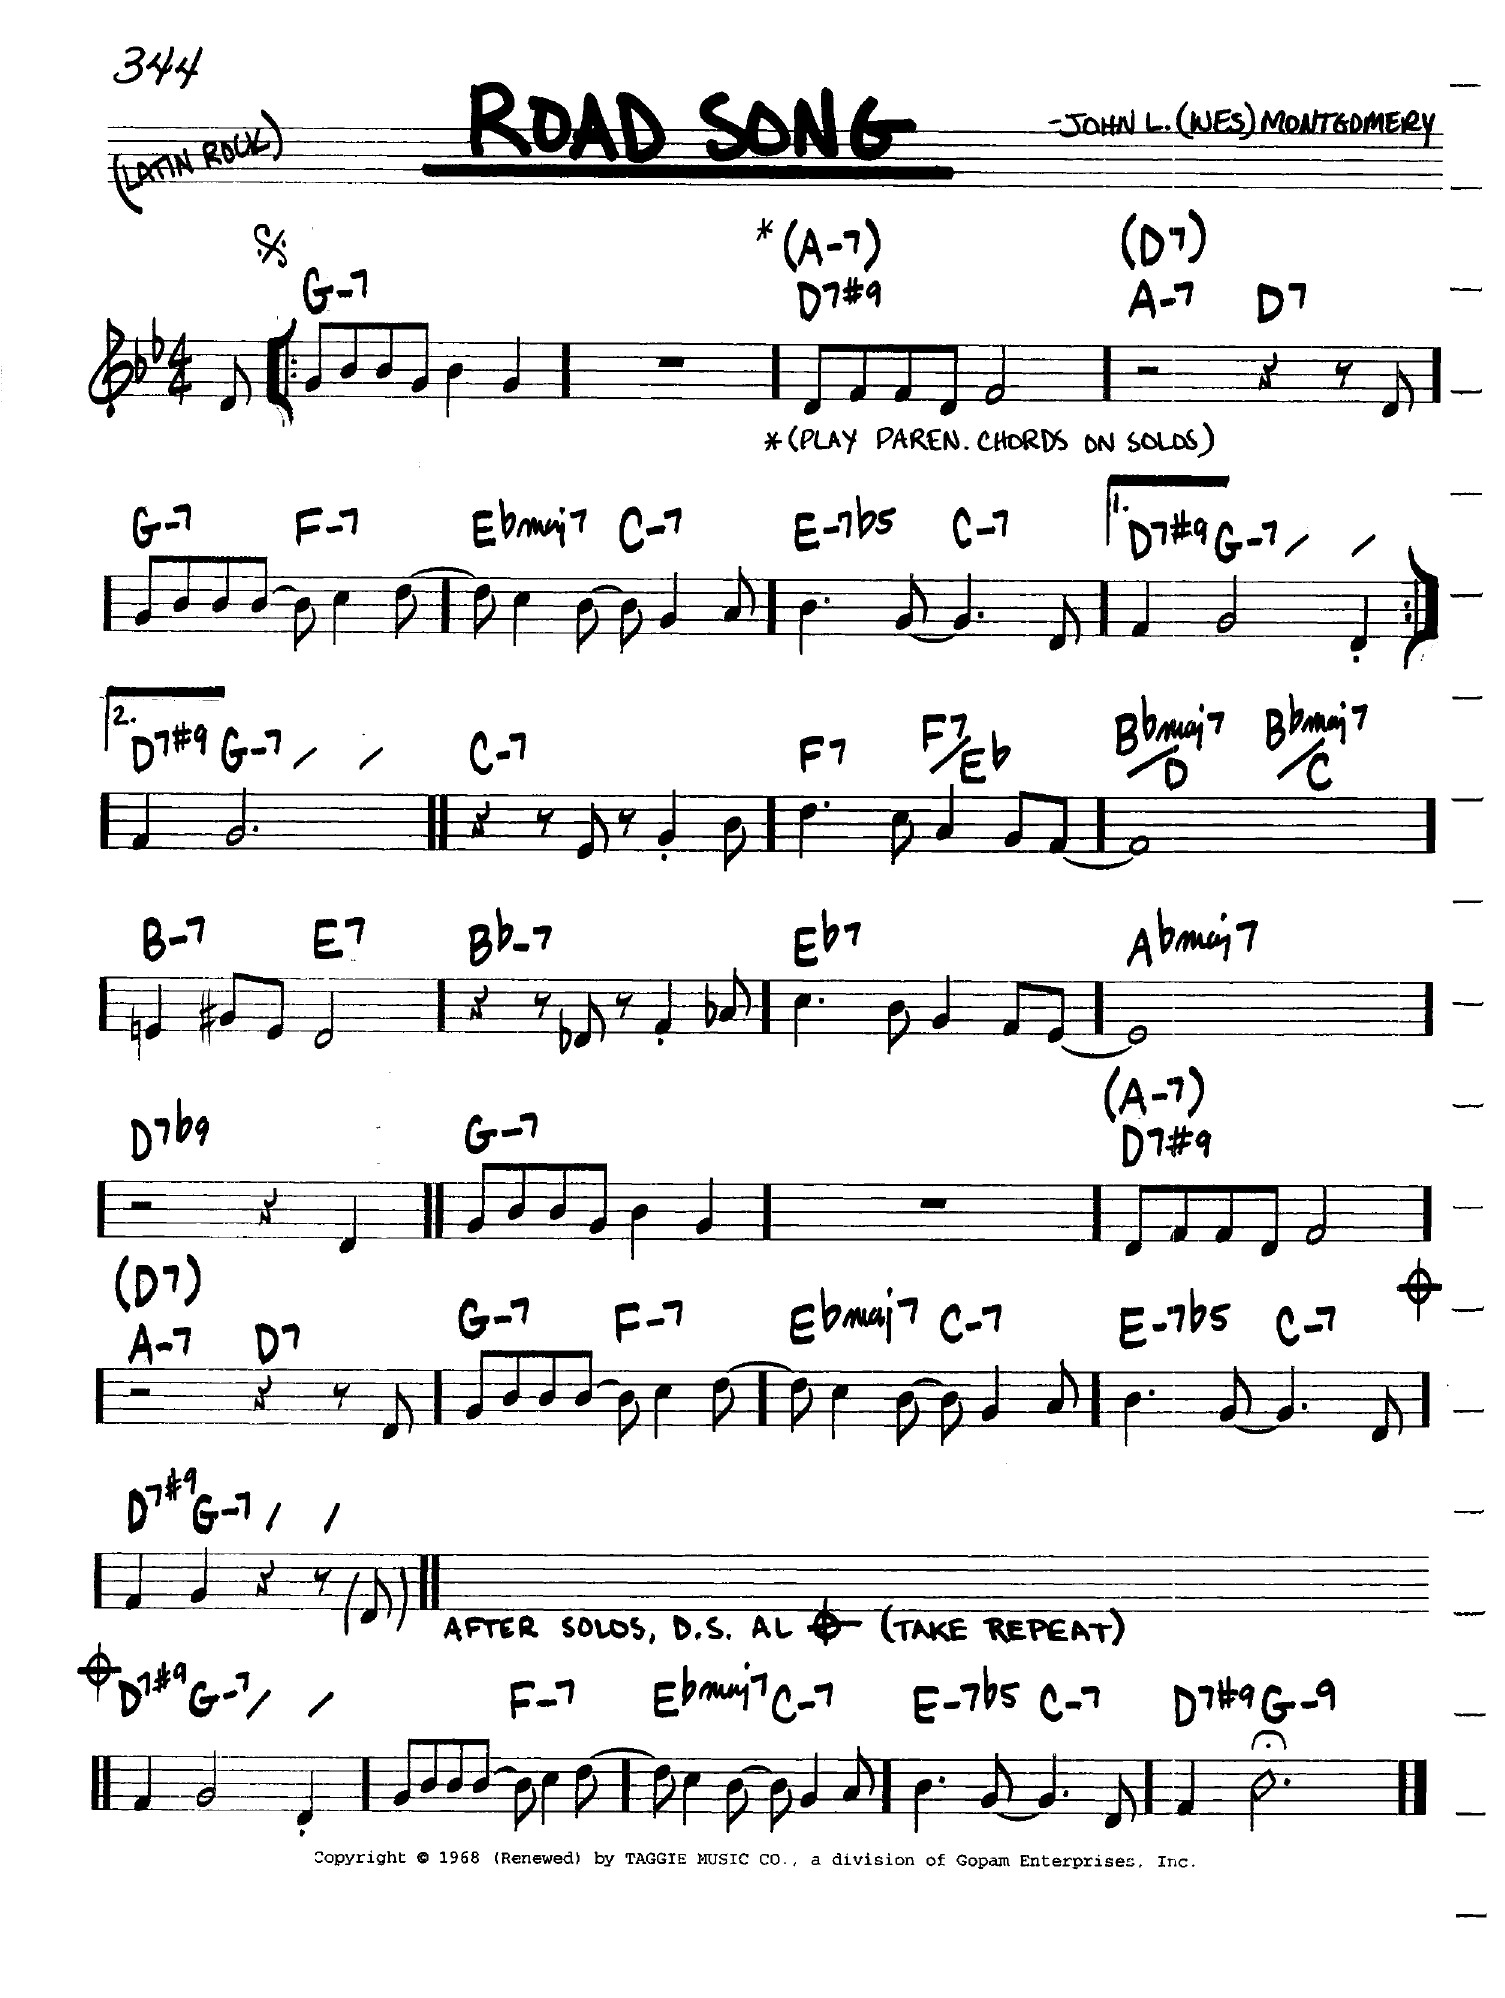 344
ROAD SONG
-JOHN L. (WES) MONTGOMERY
(LATIN ROCK)
* (A-7) (D7)
G-7 D7#9 A-7 D7
4
4
*(PLAY PAREN. CHORDS ON SOLOS)
1.
G-7 F-7 Ebmaj7 C-7 E-7b5 C-7 D7#9 G-7 / /
2.
D7#9 G-7 / / C-7 F7 F7/Eb Bbmaj7/D Bbmaj7/C
B-7 E7 Bb-7 Eb7 Abmaj7
(A-7)
D7b9 G-7 D7#9
(D7)
A-7 D7 G-7 F-7 Ebmaj7 C-7 E-7b5 C-7
D7#9 G-7 / /
AFTER SOLOS, D.S. AL (TAKE REPEAT)
D7#9 G-7 / / F-7 Ebmaj7 C-7 E-7b5 C-7 D7#9 G-9
Copyright © 1968 (Renewed) by TAGGIE MUSIC CO., a division of Gopam Enterprises, Inc.